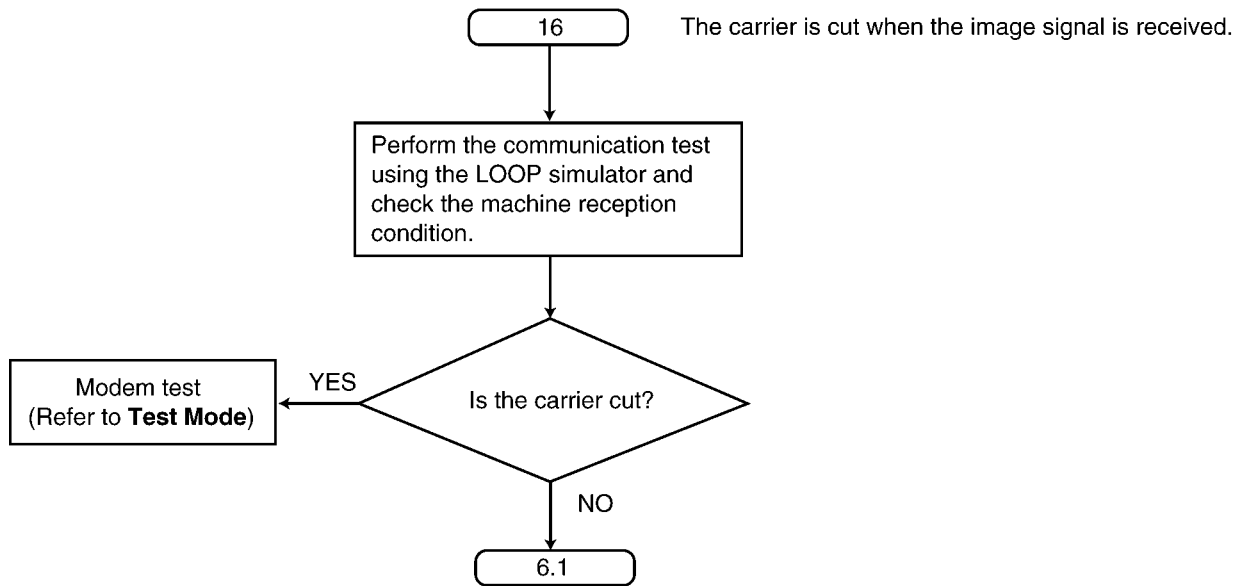 16
The carrier is cut when the image signal is received.
Perform the communication test
using the LOOP simulator and
check the machine reception
condition.
Is the carrier cut?
YES
Modem test
(Refer to Test Mode)
NO
6.1